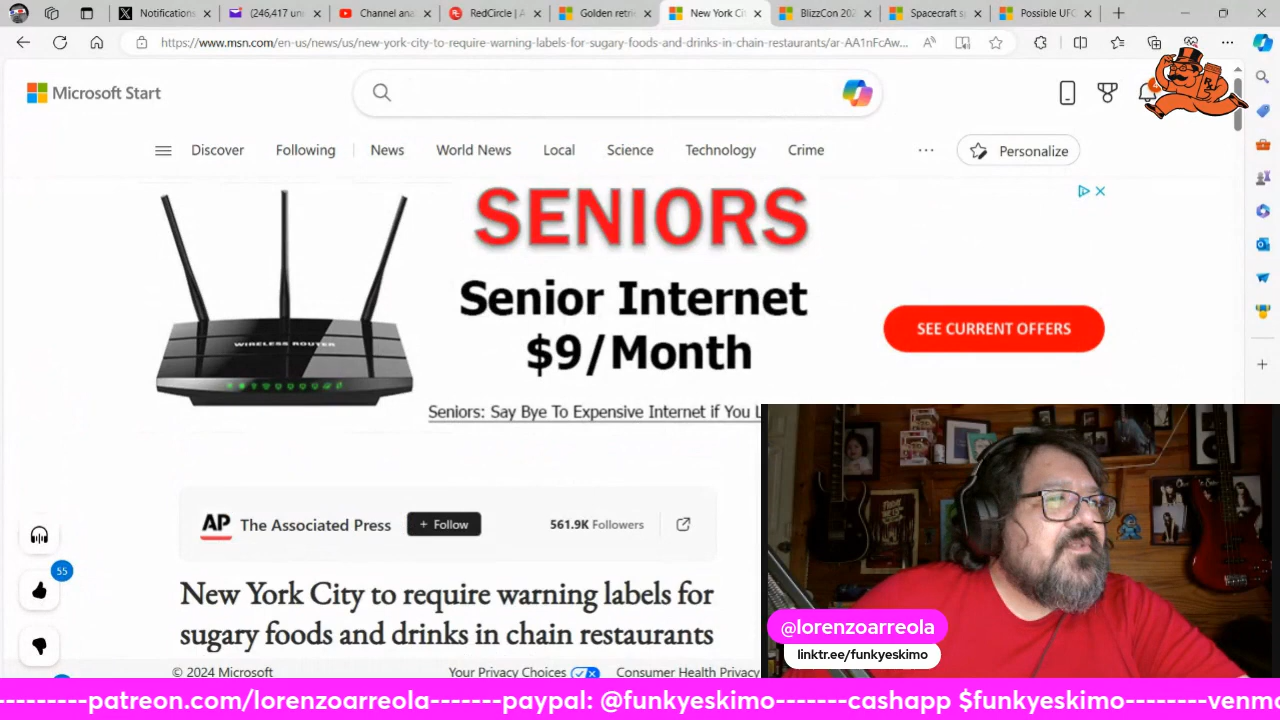 Notifications
(246,417 un
Channel ana
RedCircle | A
Golden retri
New York Ci
BlizzCon 202
Spacecraft s
Possible UFO
https://www.msn.com/en-us/news/us/new-york-city-to-require-warning-labels-for-sugary-foods-and-drinks-in-chain-restaurants/ar-AA1nFcAw...
Microsoft Start
Discover Following News World News Local Science Technology Crime ... Personalize
SENIORS
Senior Internet
$9/Month
WIRELESS ROUTER
SEE CURRENT OFFERS
Seniors: Say Bye To Expensive Internet if You L
AP The Associated Press + Follow 561.9K Followers
55
New York City to require warning labels for
sugary foods and drinks in chain restaurants
© 2024 Microsoft Your Privacy Choices Consumer Health Privacy
@lorenzoarreola
linktr.ee/funkyeskimo
---------patreon.com/lorenzoarreola-------paypal: @funkyeskimo-------cashapp $funkyeskimo--------venmo